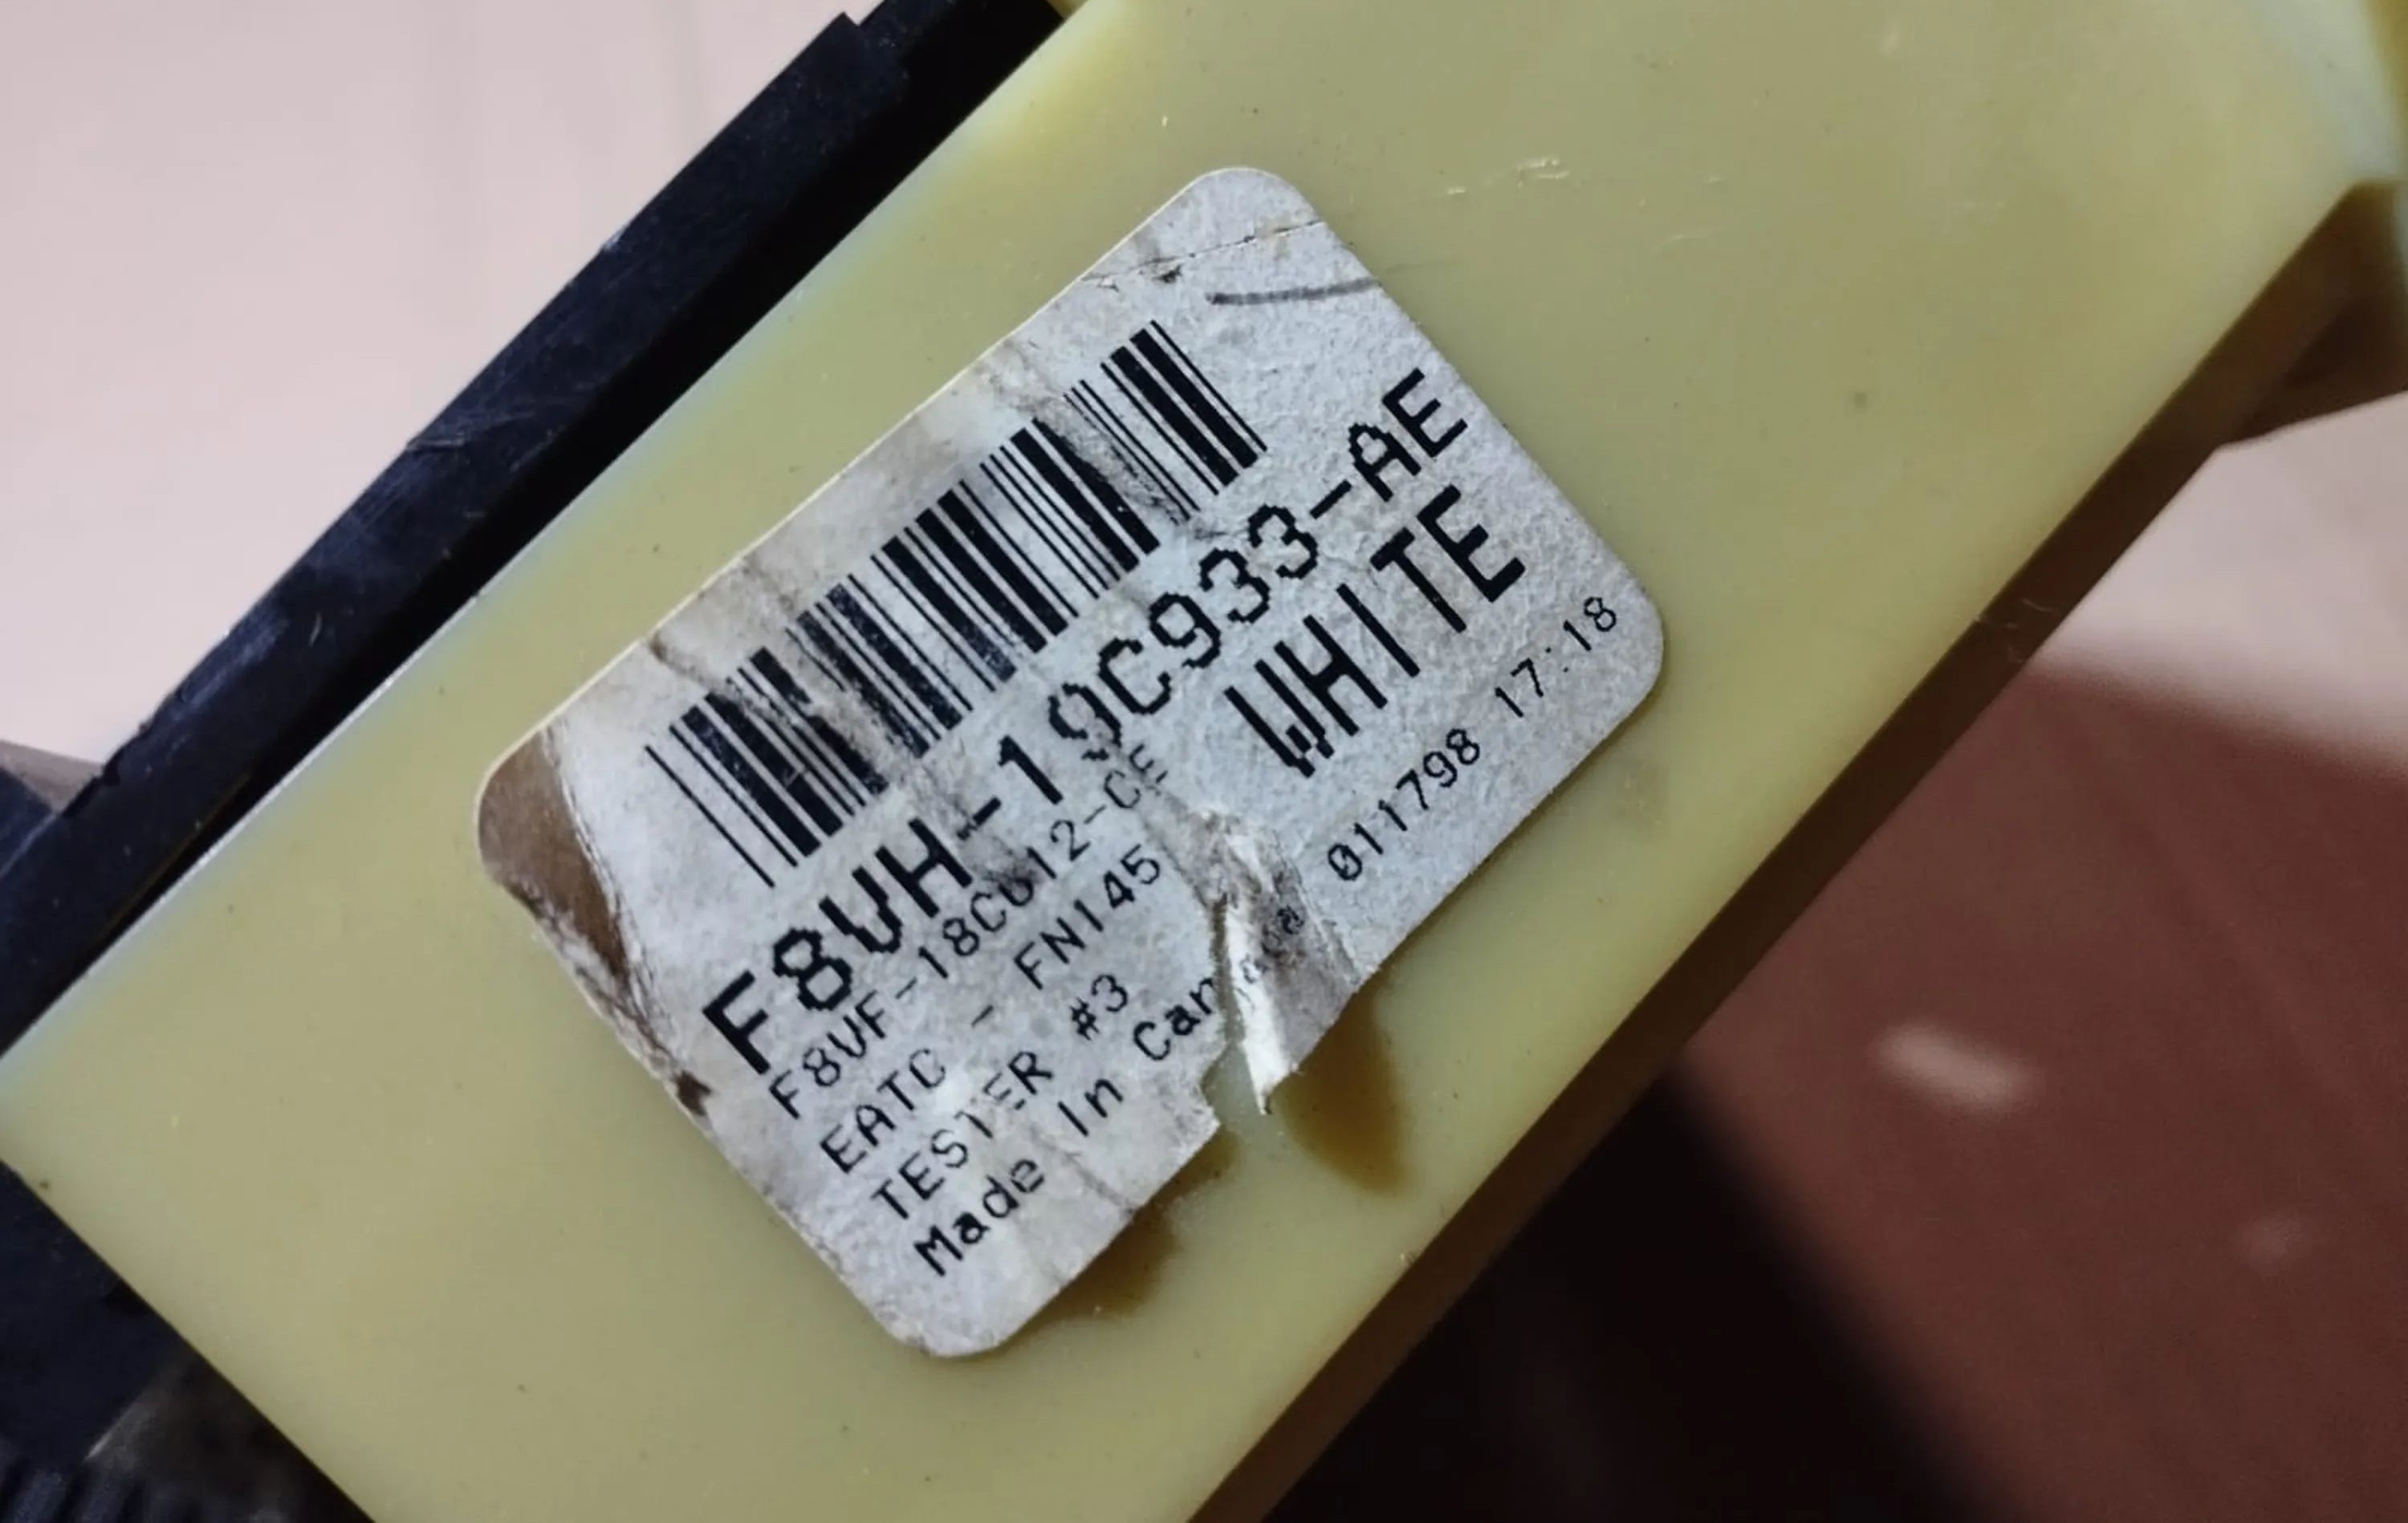 F8VH-19C933-AE
F8VF-18C612-CE WHITE
EATC - FN145
TESTER #3 011798 17:18
Made In Canada